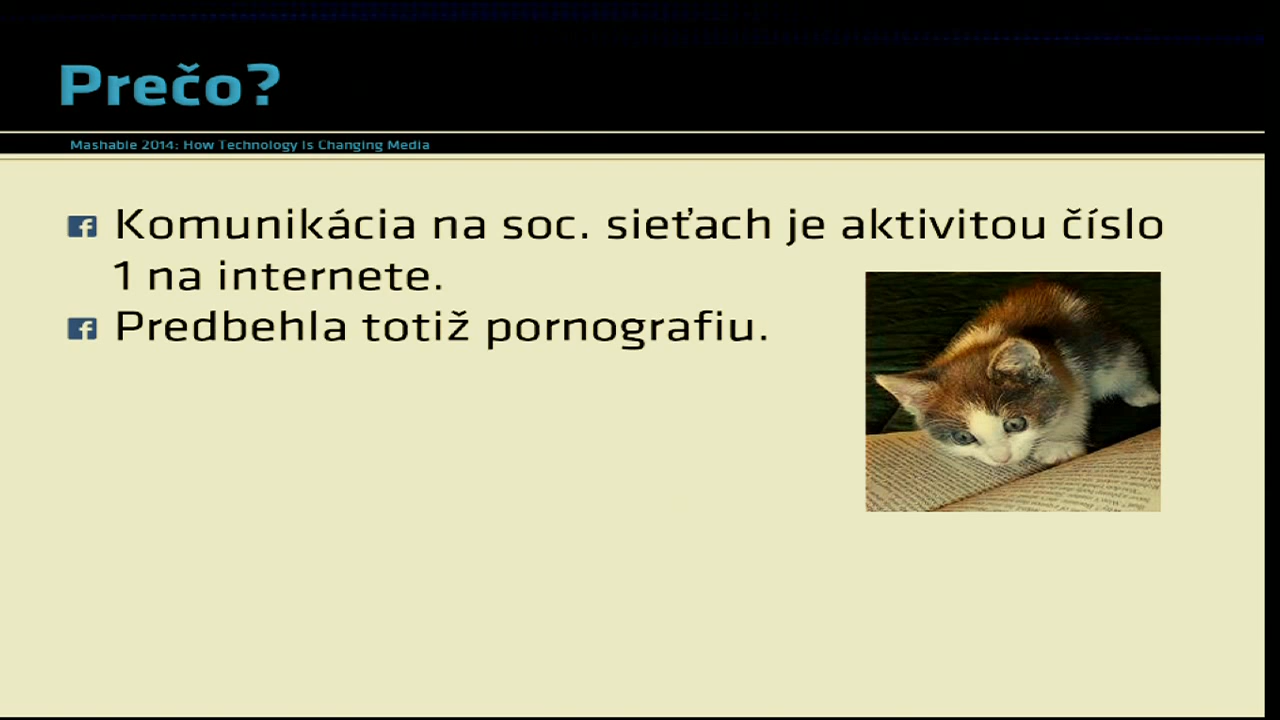 Prečo?
Mashable 2014: How Technology Is Changing Media
Komunikácia na soc. sieťach je aktivitou číslo
1 na internete.
Predbehla totiž pornografiu.